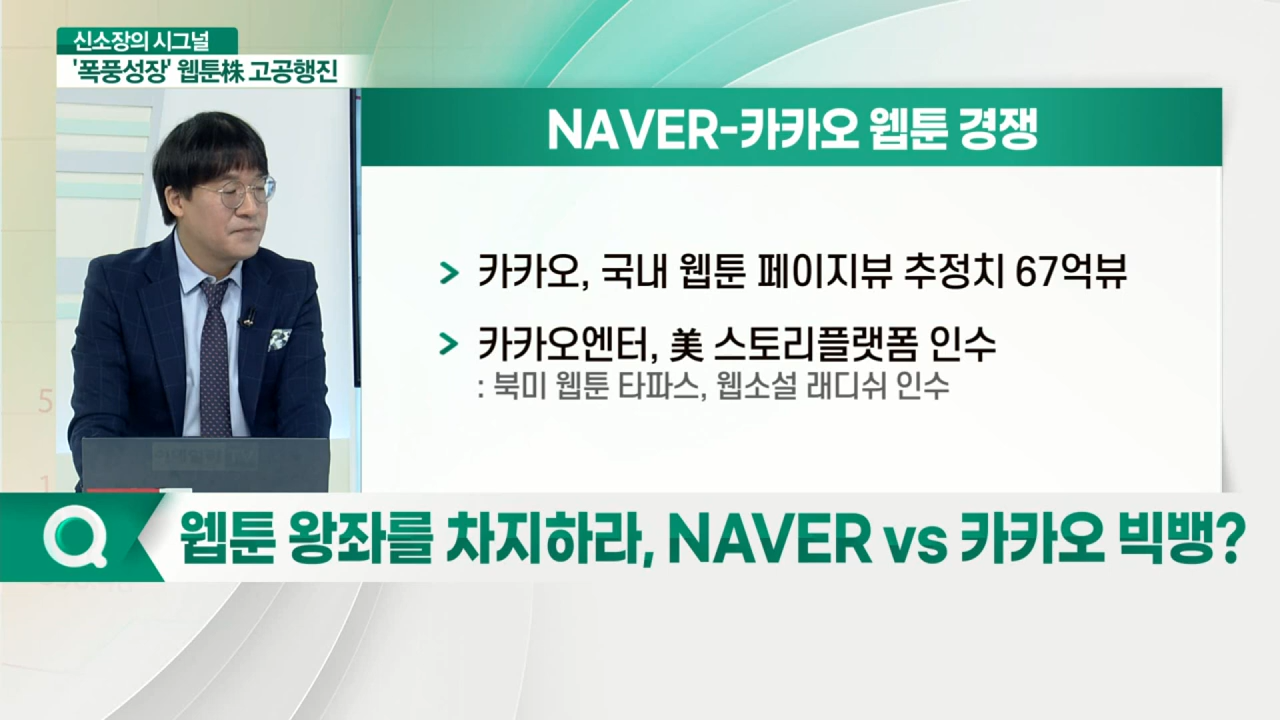 신소장의 시그널
'폭풍성장' 웹툰株 고공행진
NAVER-카카오 웹툰 경쟁
> 카카오, 국내 웹툰 페이지뷰 추정치 67억뷰
> 카카오엔터, 美 스토리플랫폼 인수
: 북미 웹툰 타파스, 웹소설 래디쉬 인수
Q 웹툰 왕좌를 차지하라, NAVER vs 카카오 빅뱅?